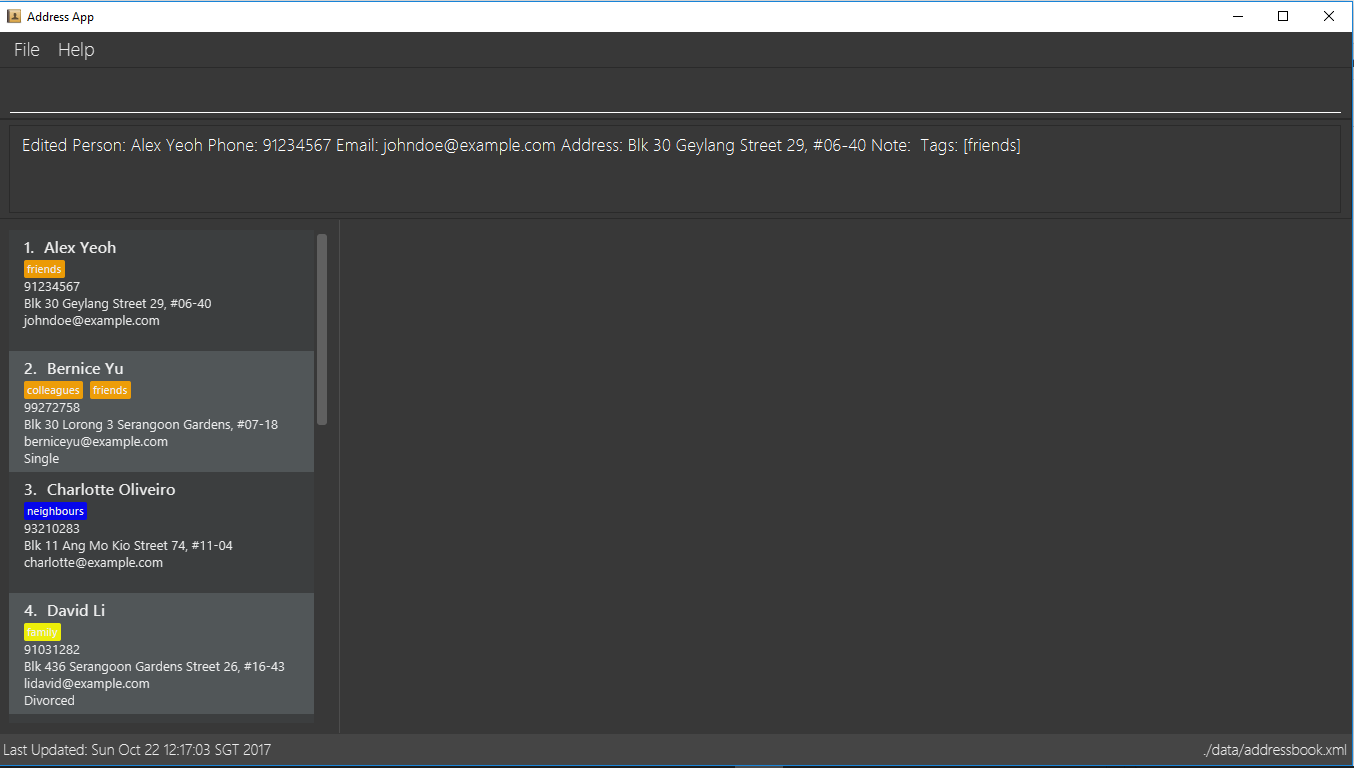 Address App
File Help
Edited Person: Alex Yeoh Phone: 91234567 Email: johndoe@example.com Address: Blk 30 Geylang Street 29, #06-40 Note:  Tags: [friends]
1. Alex Yeoh
friends
91234567
Blk 30 Geylang Street 29, #06-40
johndoe@example.com
2. Bernice Yu
colleagues friends
99272758
Blk 30 Lorong 3 Serangoon Gardens, #07-18
berniceyu@example.com
Single
3. Charlotte Oliveiro
neighbours
93210283
Blk 11 Ang Mo Kio Street 74, #11-04
charlotte@example.com
4. David Li
family
91031282
Blk 436 Serangoon Gardens Street 26, #16-43
lidavid@example.com
Divorced
Last Updated: Sun Oct 22 12:17:03 SGT 2017 ./data/addressbook.xml